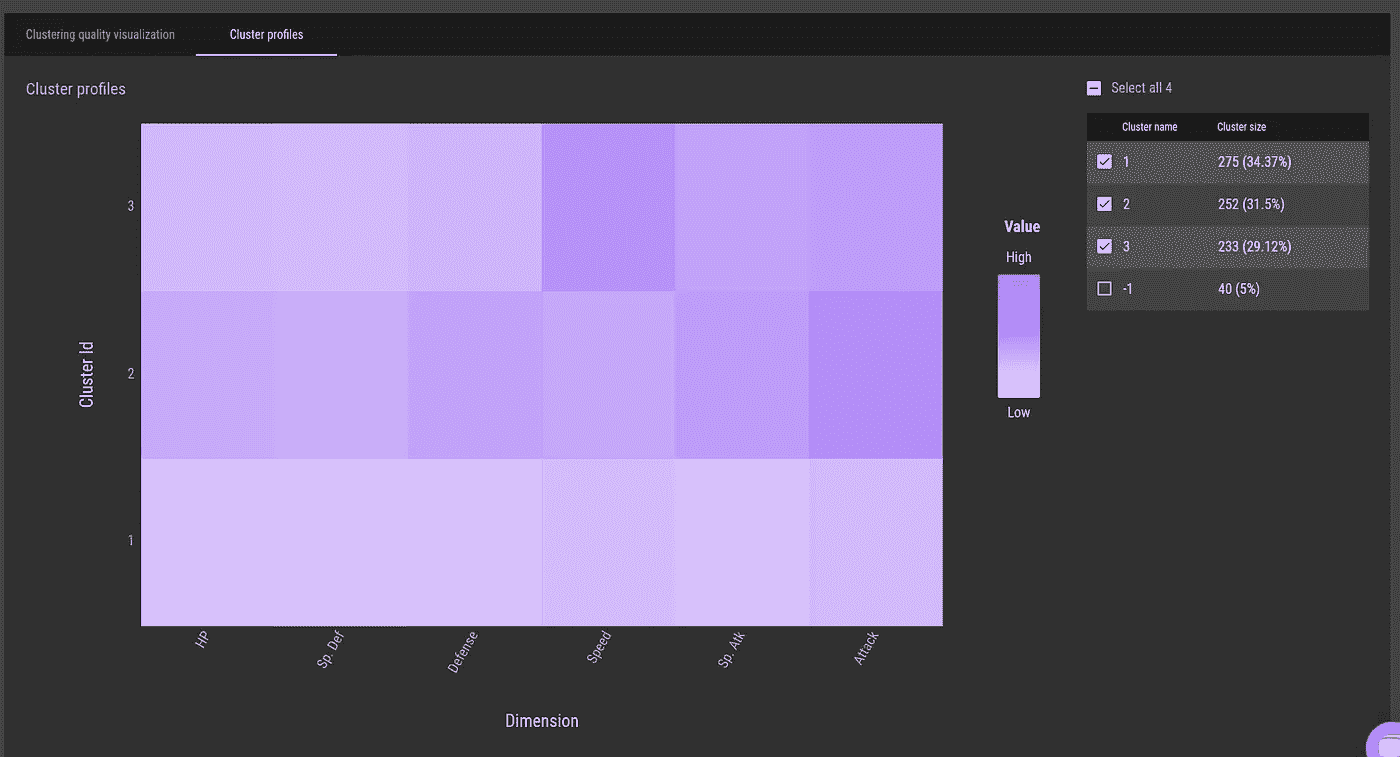 Clustering quality visualization
Cluster profiles
Cluster profiles
Select all 4
Cluster name Cluster size
1 275 (34.37%)
2 252 (31.5%)
3 233 (29.12%)
-1 40 (5%)
Value
High
Low
Cluster Id
3
2
1
HP Sp. Def Defense Speed Sp. Atk Attack
Dimension